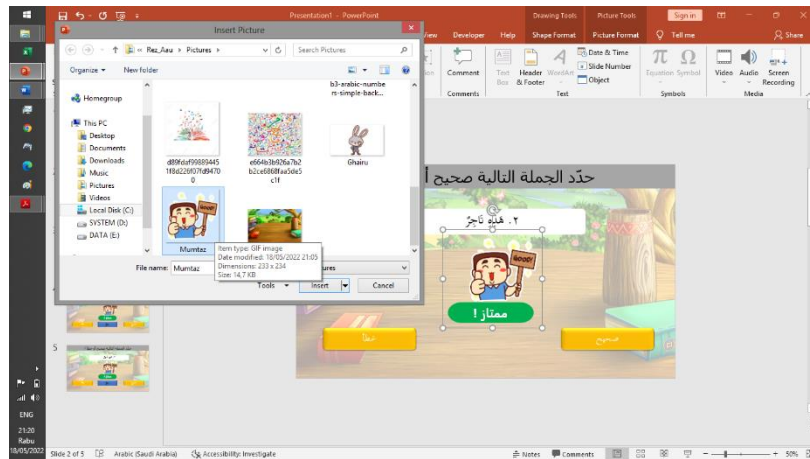 Presentation1 - PowerPoint
Drawing Tools
Picture Tools
Sign in
View
Developer
Help
Shape Format
Picture Format
Tell me
Share
Insert Picture
Rez_Aau
Pictures
Search Pictures
Organize
New folder
Homegroup
This PC
Desktop
Documents
Downloads
Music
Pictures
Videos
Local Disk (C:)
SYSTEM (D:)
DATA (E:)
b3-arabic-numbe
rs-simple-back...
d89fdaf99889445
1f8d226f07fd9470
0
e664b3b926a7b2
b2ce6868faa5de5
c1f
Ghairu
GOOD!
Mumtaz
Item type: GIF image
Date modified: 18/05/2022 21:05
Dimensions: 233 x 234
Size: 14,7 KB
File name:
Mumtaz
Tools
Insert
Cancel
Comment
Comments
Text
Box
Header
& Footer
WordArt
Date & Time
Slide Number
Object
Text
Equation
Symbol
Symbols
Video
Audio
Screen
Recording
Media
حدّد الجملة التالية صحيح أ
٢. هَذِهِ تَاجِرٌ
GOOD!
ممتاز !
خطأ
صحيح
5
ENG
21:20
Rabu
18/05/2022
Slide 2 of 5
Arabic (Saudi Arabia)
Accessibility: Investigate
Notes
Comments
50%